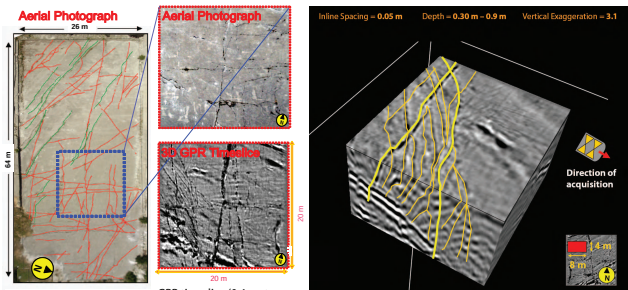 Aerial Photograph
26 m
64 m
N
Aerial Photograph
N
3D GPR Timeslice
N
20 m
20 m
Inline Spacing = 0.05 m Depth = 0.30 m – 0.9 m Vertical Exaggeration = 3.1
Direction of
acquisition
4 m
8 m
N